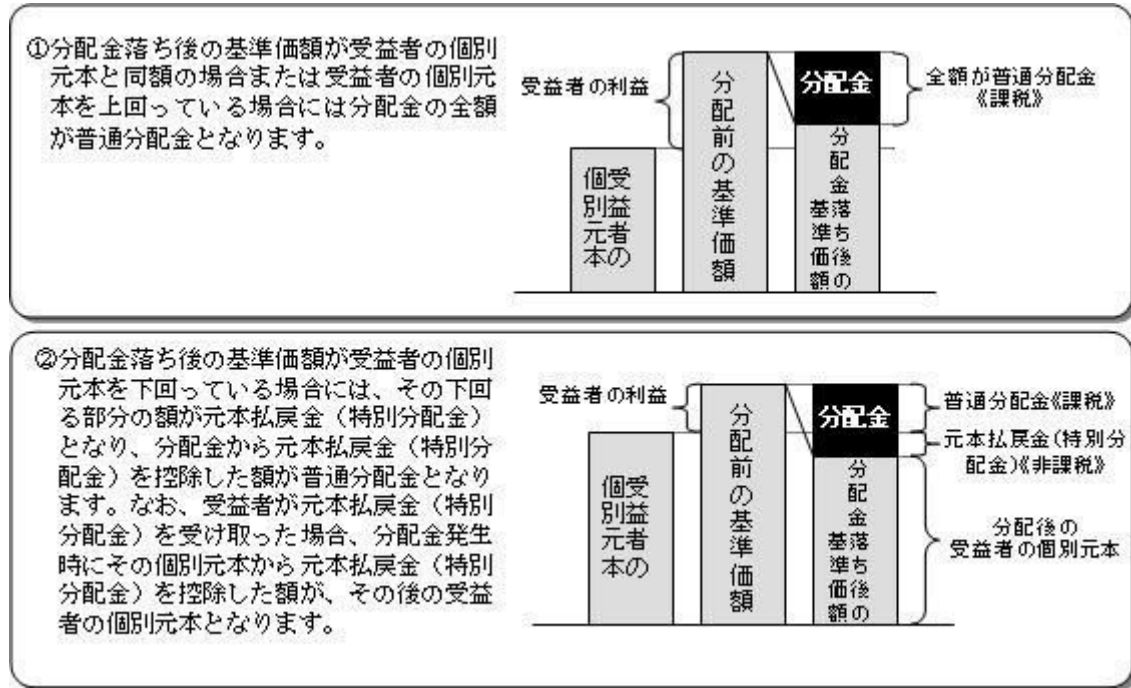 ①分配金落ち後の基準価額が受益者の個別
元本と同額の場合または受益者の個別元
本を上回っている場合には分配金の全額
が普通分配金となります。
受益者の利益
受益者の
個別元本
分配前の基準価額
分配金
分配金落ち後の
基準価額
全額が普通分配金
《課税》
②分配金落ち後の基準価額が受益者の個別
元本を下回っている場合には、その下回
る部分の額が元本払戻金（特別分配金）
となり、分配金から元本払戻金（特別分
配金）を控除した額が普通分配金となり
ます。なお、受益者が元本払戻金（特別
分配金）を受け取った場合、分配金発生
時にその個別元本から元本払戻金（特別
分配金）を控除した額が、その後の受益
者の個別元本となります。
受益者の利益
受益者の
個別元本
分配前の基準価額
分配金
分配金落ち後の
基準価額
普通分配金《課税》
元本払戻金(特別分
配金)《非課税》
分配後の
受益者の個別元本